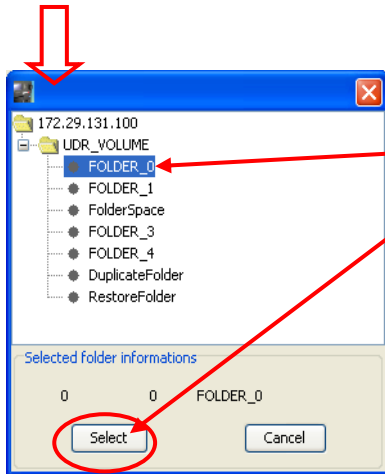 172.29.131.100
UDR_VOLUME
FOLDER_0
FOLDER_1
FolderSpace
FOLDER_3
FOLDER_4
DuplicateFolder
RestoreFolder
Selected folder informations
0 0 FOLDER_0
Select Cancel